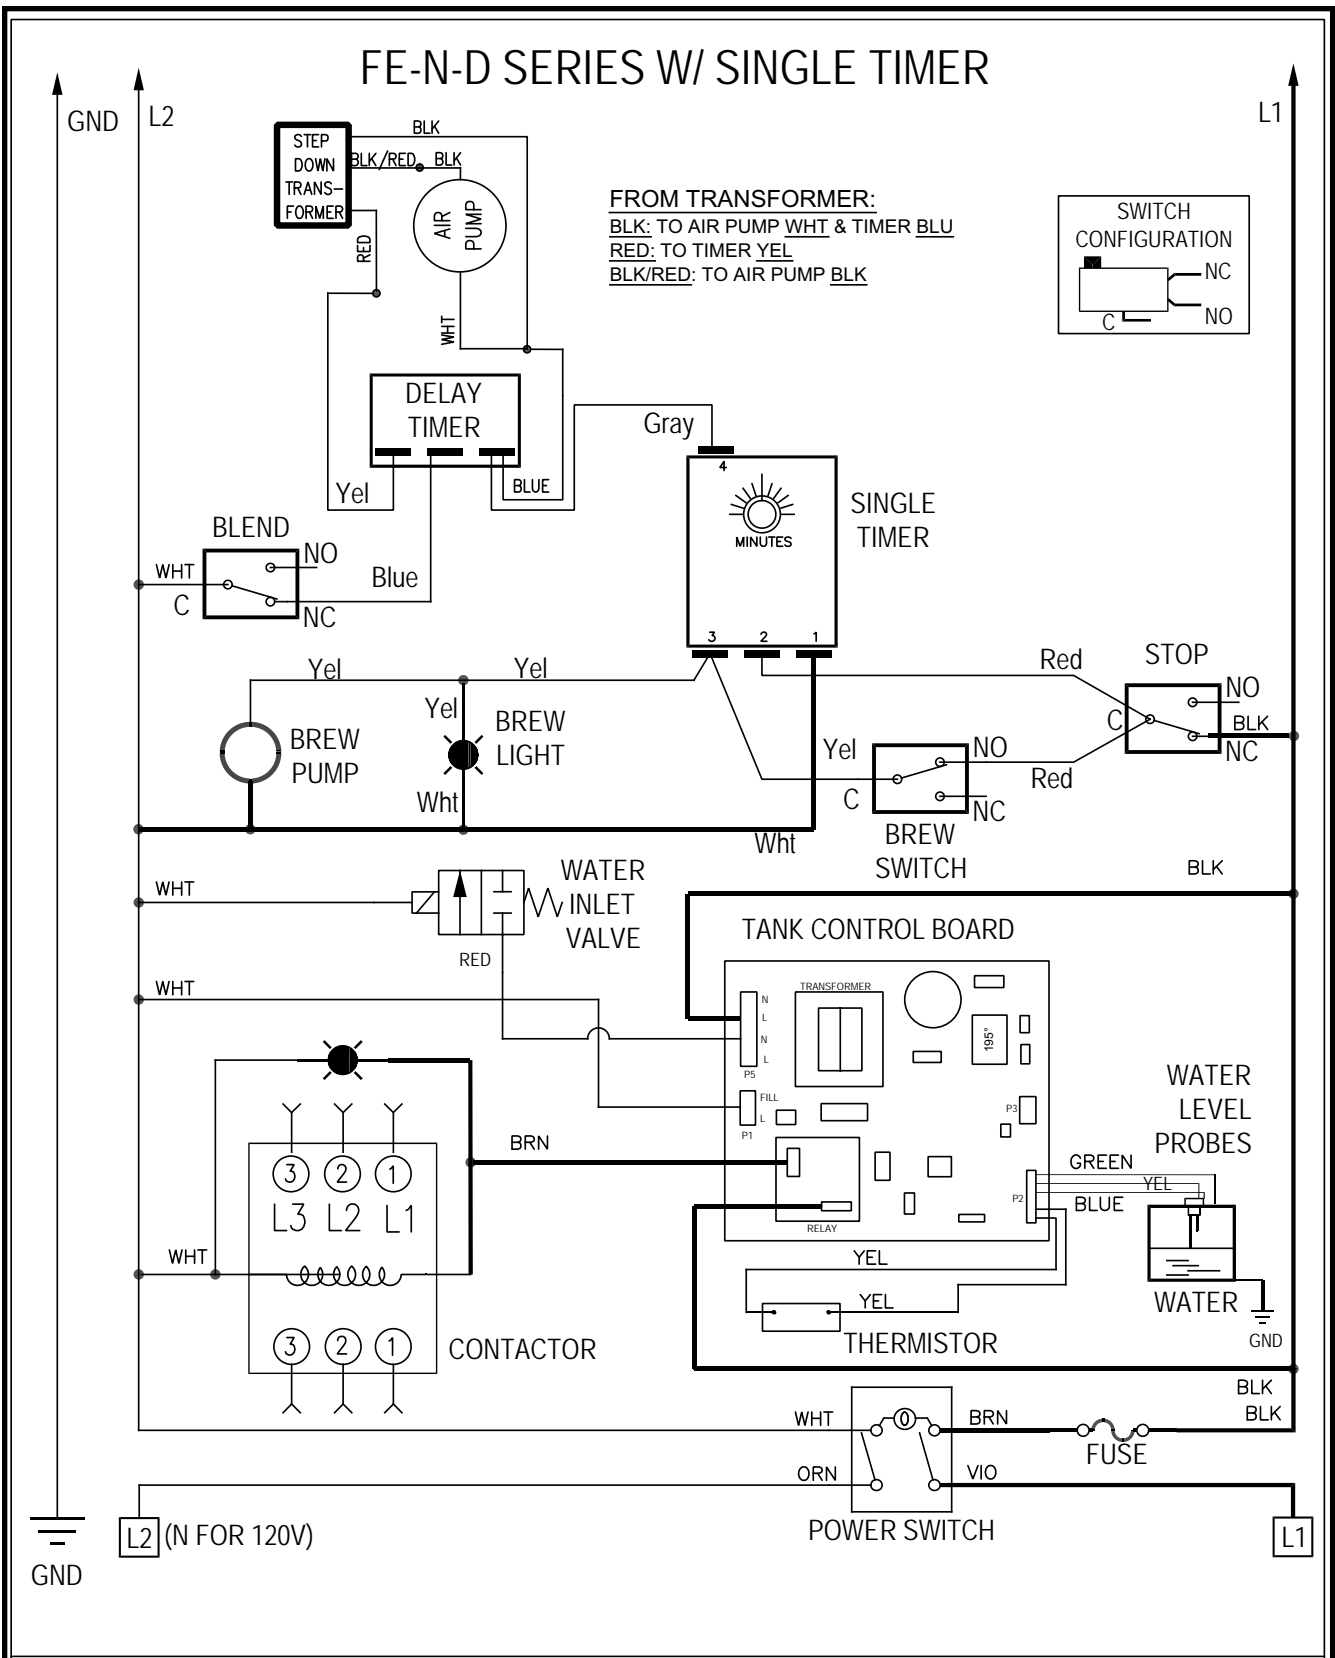 FE-N-D SERIES W/ SINGLE TIMER
GND
L2
L1
STEP
DOWN
TRANS-
FORMER
BLK
BLK/RED
BLK
RED
AIR
PUMP
WHT
FROM TRANSFORMER:
BLK: TO AIR PUMP WHT & TIMER BLU
RED: TO TIMER YEL
BLK/RED: TO AIR PUMP BLK
SWITCH
CONFIGURATION
NC
NO
C
DELAY
TIMER
Yel
BLUE
Gray
4
MINUTES
SINGLE
TIMER
3 2 1
BLEND
NO
WHT
C
NC
Blue
Yel
Yel
Yel
BREW
PUMP
BREW
LIGHT
Wht
Wht
Red
STOP
NO
C
BLK
NC
Yel
NO
C
NC
Red
BREW
SWITCH
BLK
WHT
WATER
INLET
VALVE
RED
WHT
TANK CONTROL BOARD
N
L
N
L
P5
TRANSFORMER
195°
FILL
L
P1
P3
P2
RELAY
WATER
LEVEL
PROBES
GREEN
YEL
BLUE
WATER
GND
BRN
3 2 1
L3 L2 L1
WHT
3 2 1
CONTACTOR
YEL
YEL
THERMISTOR
BLK
BLK
WHT
BRN
FUSE
ORN
VIO
POWER SWITCH
L2 (N FOR 120V)
L1
GND